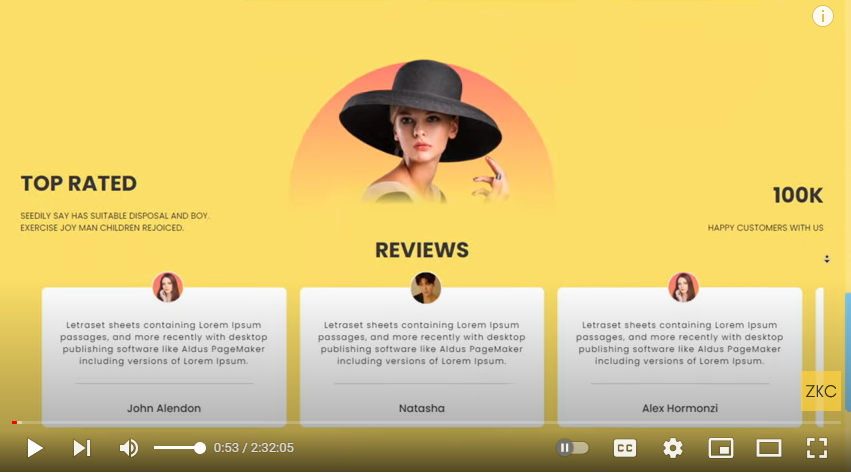 TOP RATED
SEEDILY SAY HAS SUITABLE DISPOSAL AND BOY.
EXERCISE JOY MAN CHILDREN REJOICED.
100K
HAPPY CUSTOMERS WITH US
REVIEWS
Letraset sheets containing Lorem Ipsum
passages, and more recently with desktop
publishing software like Aldus PageMaker
including versions of Lorem Ipsum.
John Alendon
Letraset sheets containing Lorem Ipsum
passages, and more recently with desktop
publishing software like Aldus PageMaker
including versions of Lorem Ipsum.
Natasha
Letraset sheets containing Lorem Ipsum
passages, and more recently with desktop
publishing software like Aldus PageMaker
including versions of Lorem Ipsum.
Alex Hormonzi
ZKC
0:53 / 2:32:05
CC